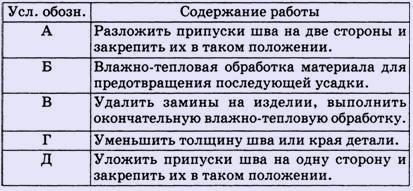 Усл. обозн. Содержание работы
А Разложить припуски шва на две стороны и
закрепить их в таком положении.
Б Влажно-тепловая обработка материала для
предотвращения последующей усадки.
В Удалить замины на изделии, выполнить
окончательную влажно-тепловую обработку.
Г Уменьшить толщину шва или края детали.
Д Уложить припуски шва на одну сторону и
закрепить их в таком положении.